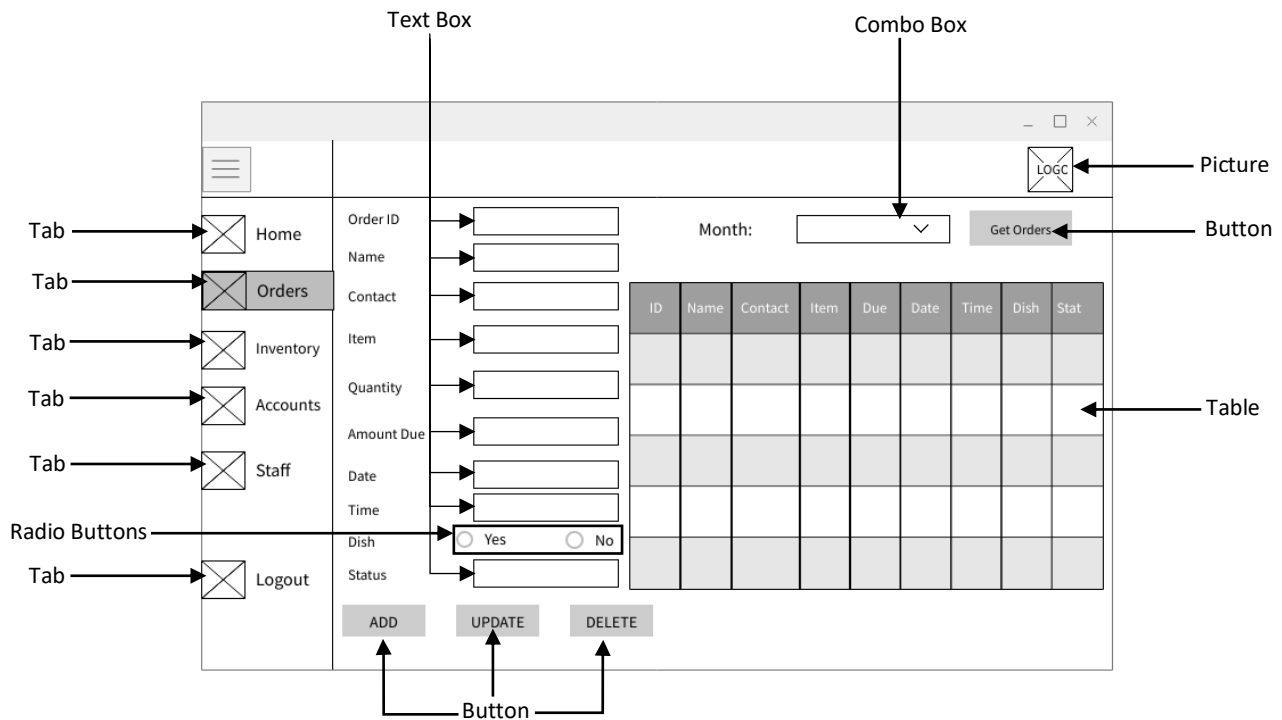 Text Box
Combo Box
LOGC
Picture
Tab
Home
Order ID
Month:
Get Orders
Button
Name
Tab
Orders
Contact
ID Name Contact Item Due Date Time Dish Stat
Tab
Inventory
Item
Quantity
Tab
Accounts
Table
Amount Due
Tab
Staff
Date
Time
Radio Buttons
Dish
Yes No
Tab
Logout
Status
ADD UPDATE DELETE
Button